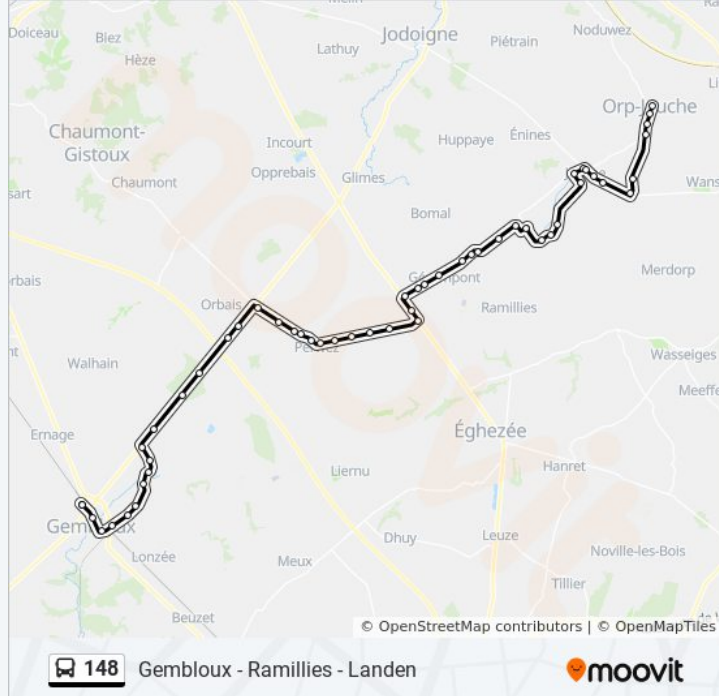 Doiceau
Biez
Jodoigne
Piétrain
Noduwez
Lathuy
Hèze
Orp-Jauche
Chaumont-
Gistoux
Incourt
Huppaye
Énines
Opprebais
Glimes
Chaumont
sart
Wans
Bomal
Merdorp
rbais
Orbais
Ramillies
Perwez
Walhain
Wasseiges
Meeffe
Ernage
Éghezée
Liernu
Hanret
Gembloux
Lonzée
Dhuy
Leuze
Meux
Noville-les-Bois
Tillier
Beuzet
© OpenStreetMap contributors | © OpenMapTiles
148 Gembloux - Ramillies - Landen
moovit